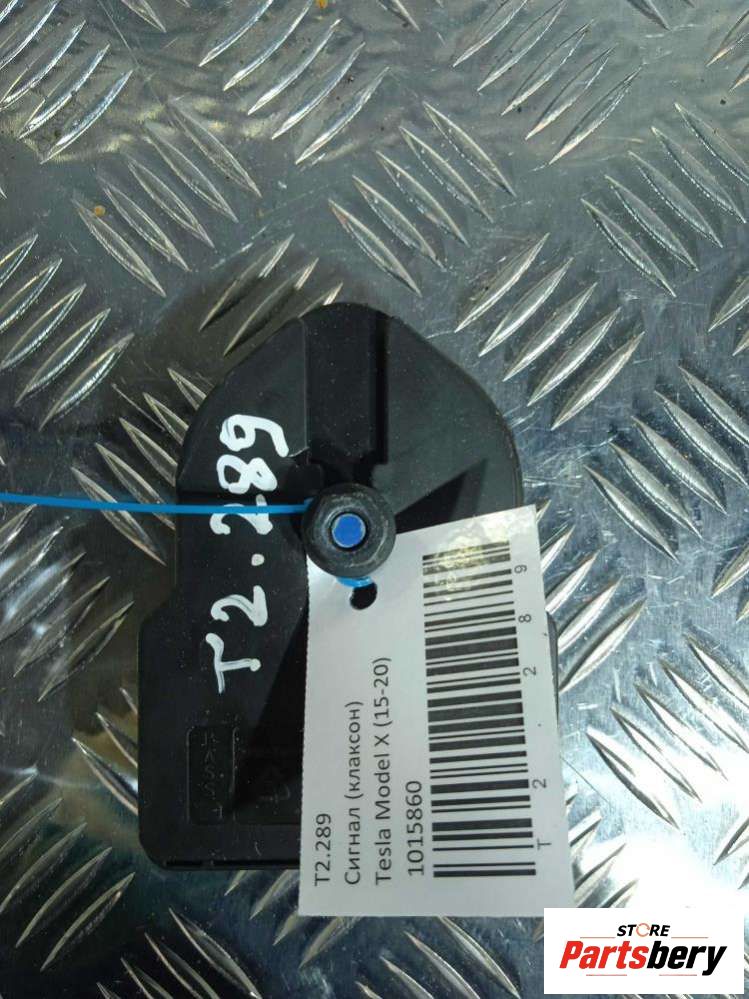 T2.289
T2.289
Сигнал (клаксон)
Tesla Model X (15-20)
1015860
T2289
STORE
Partsbery